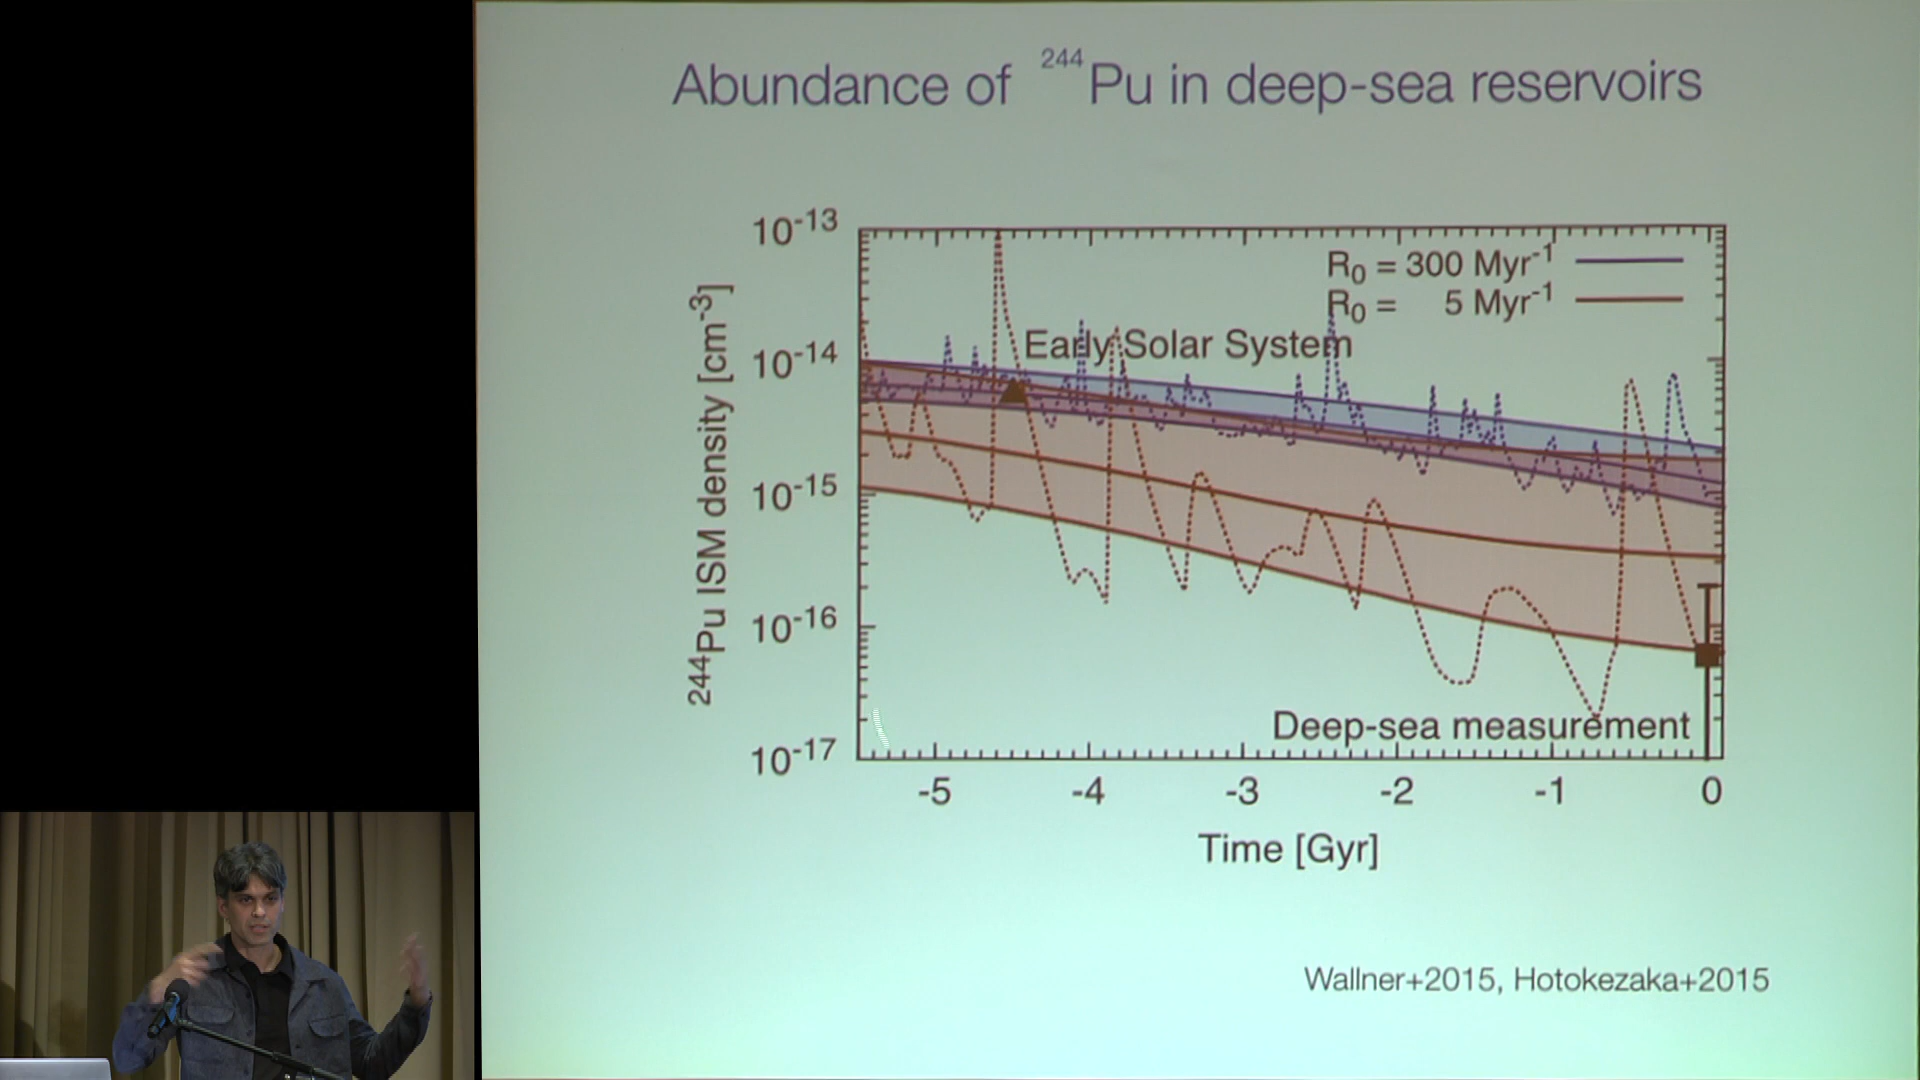 Abundance of ²⁴⁴Pu in deep-sea reservoirs
10⁻¹³
10⁻¹⁴
10⁻¹⁵
10⁻¹⁶
10⁻¹⁷
²⁴⁴Pu ISM density [cm⁻³]
R₀ = 300 Myr⁻¹
R₀ = 5 Myr⁻¹
Early Solar System
Deep-sea measurement
-5 -4 -3 -2 -1 0
Time [Gyr]
Wallner+2015, Hotokezaka+2015